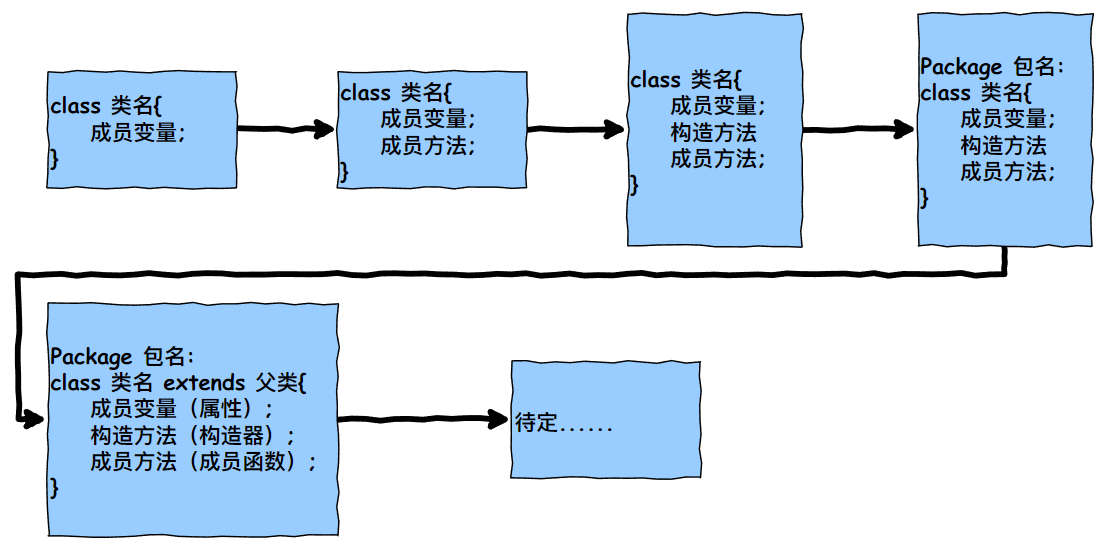 class 类名{
成员变量;
}
class 类名{
成员变量;
成员方法;
}
class 类名{
成员变量;
构造方法
成员方法;
}
Package 包名:
class 类名{
成员变量;
构造方法
成员方法;
}
Package 包名:
class 类名 extends 父类{
成员变量（属性）;
构造方法（构造器）;
成员方法（成员函数）;
}
待定......